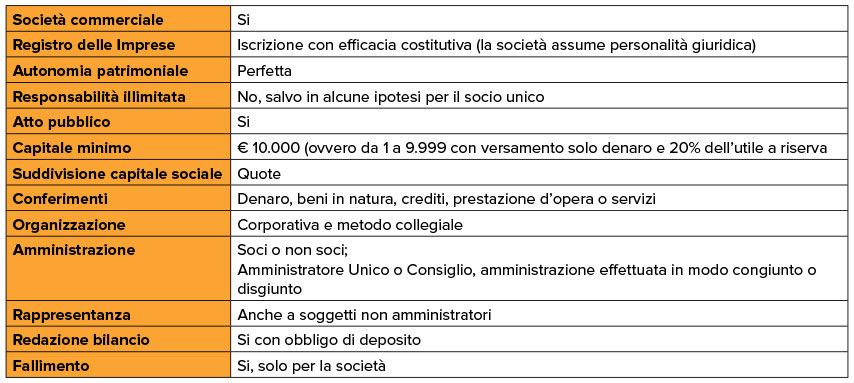 Società commerciale Si
Registro delle Imprese Iscrizione con efficacia costitutiva (la società assume personalità giuridica)
Autonomia patrimoniale Perfetta
Responsabilità illimitata No, salvo in alcune ipotesi per il socio unico
Atto pubblico Si
Capitale minimo € 10.000 (ovvero da 1 a 9.999 con versamento solo denaro e 20% dell'utile a riserva
Suddivisione capitale sociale Quote
Conferimenti Denaro, beni in natura, crediti, prestazione d'opera o servizi
Organizzazione Corporativa e metodo collegiale
Amministrazione Soci o non soci;
Amministratore Unico o Consiglio, amministrazione effettuata in modo congiunto o
disgiunto
Rappresentanza Anche a soggetti non amministratori
Redazione bilancio Si con obbligo di deposito
Fallimento Si, solo per la società